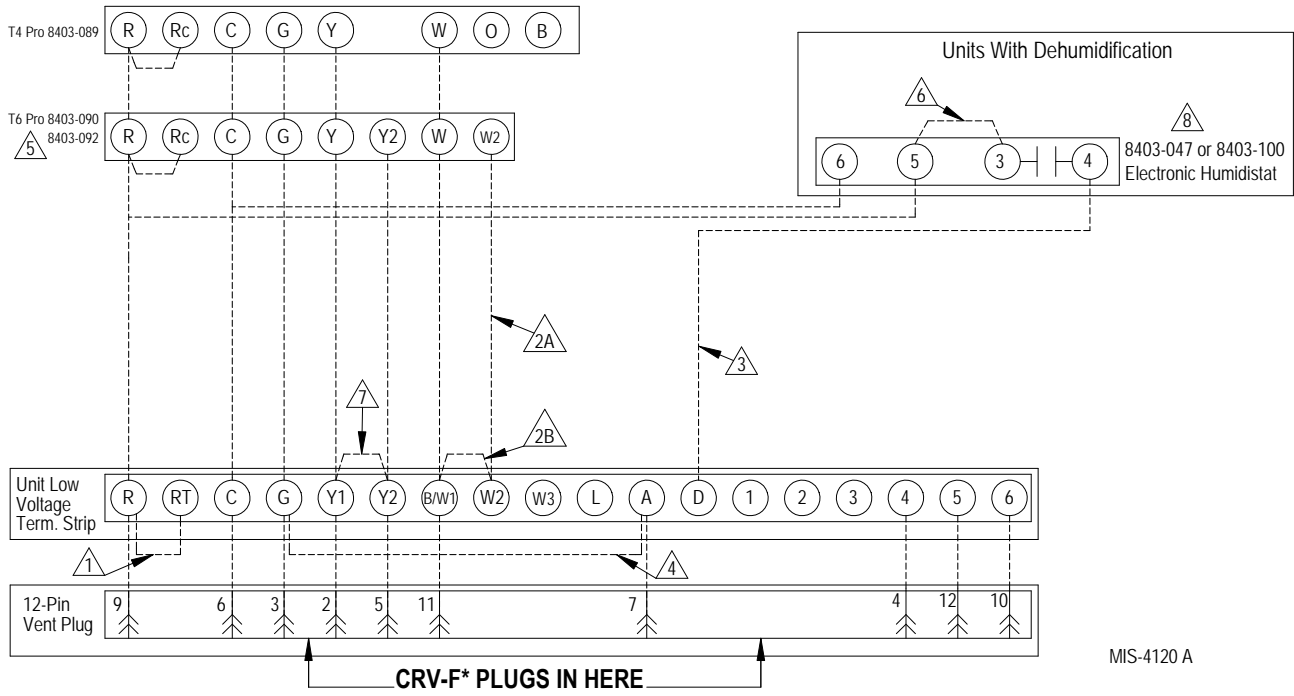 T4 Pro 8403-089
R Rc C G Y W O B
Units With Dehumidification
6
8
T6 Pro 8403-090
8403-092
5
R Rc C G Y Y2 W W2
6 5 3 4
8403-047 or 8403-100
Electronic Humidistat
2A
3
7
2B
Unit Low
Voltage
Term. Strip
R RT C G Y1 Y2 B/W1 W2 W3 L A D 1 2 3 4 5 6
1
4
12-Pin
Vent Plug
9 6 3 2 5 11 7 4 12 10
MIS-4120 A
CRV-F* PLUGS IN HERE